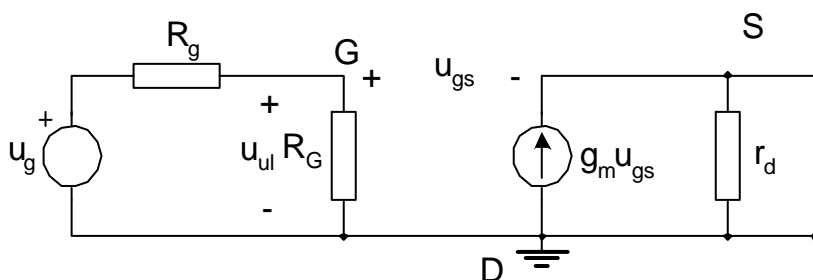 S
R_g
G
+ u_gs -
+
+
u_g
u_ul R_G
g_m u_gs
r_d
-
D